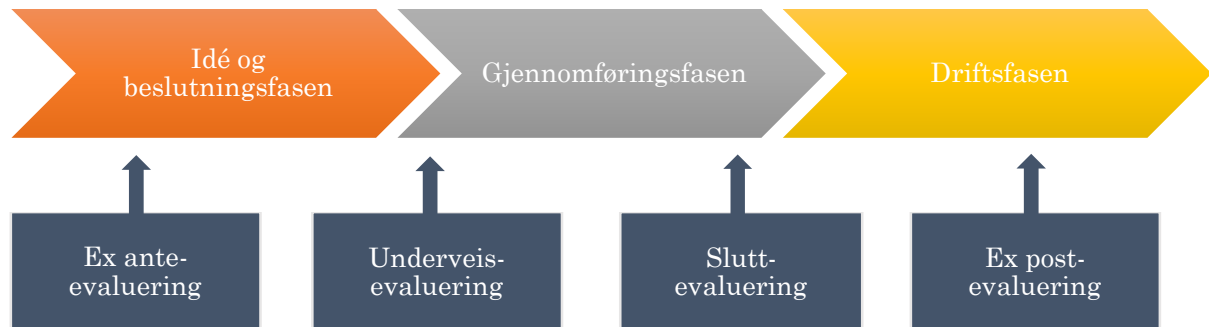 Idé og
beslutningsfasen
Gjennomføringsfasen
Driftsfasen
Ex ante-
evaluering
Underveis-
evaluering
Slutt-
evaluering
Ex post-
evaluering